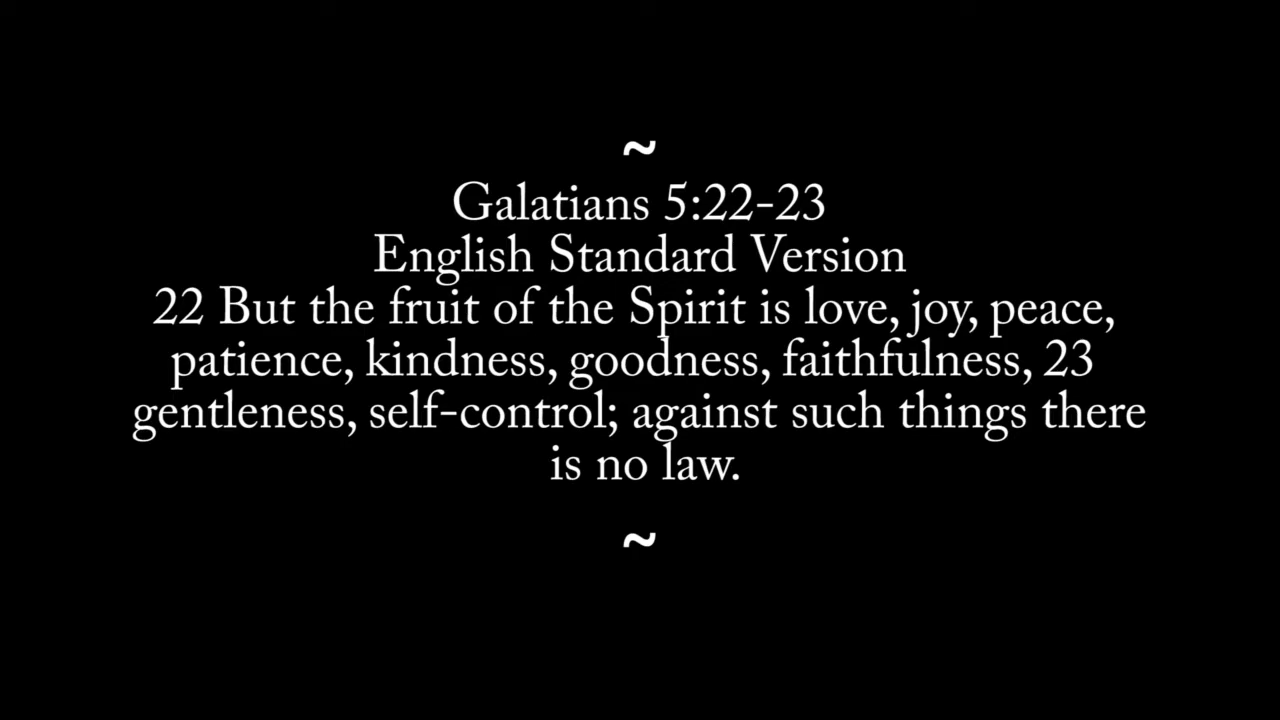 ~
Galatians 5:22-23
English Standard Version
22 But the fruit of the Spirit is love, joy, peace,
patience, kindness, goodness, faithfulness, 23
gentleness, self-control; against such things there
is no law.
~